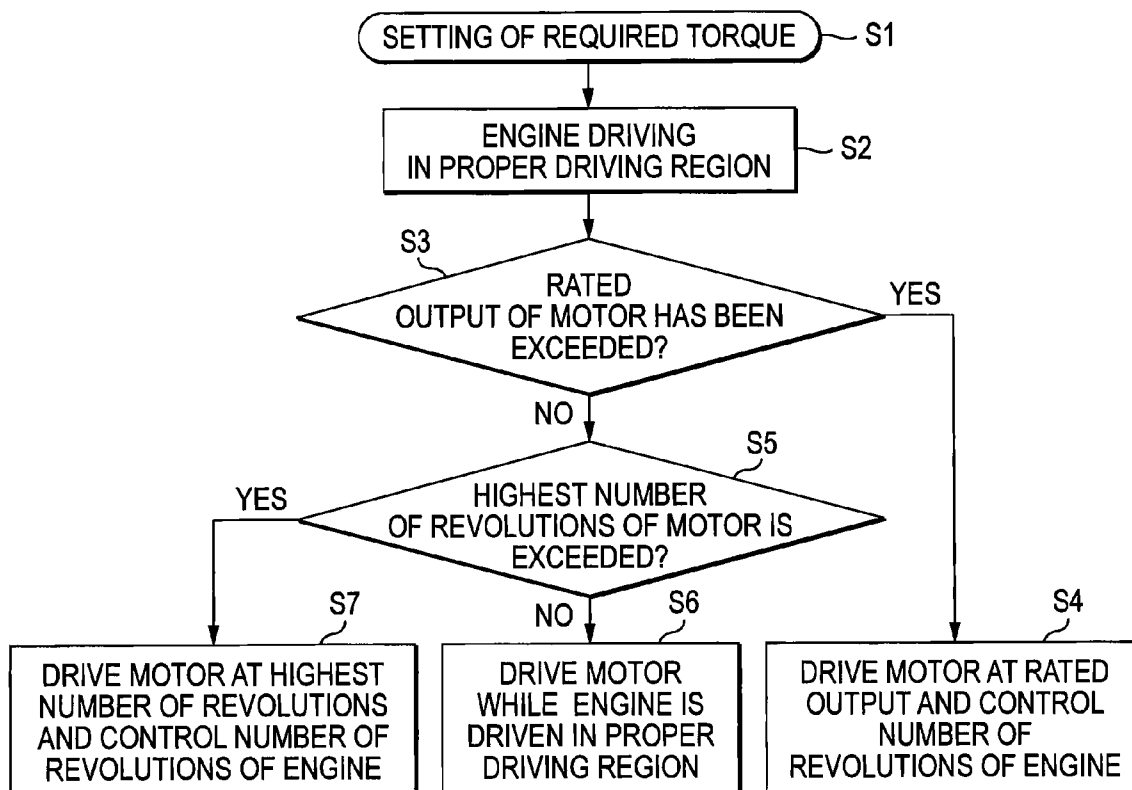 SETTING OF REQUIRED TORQUE
S1
ENGINE DRIVING
IN PROPER DRIVING REGION
S2
S3
RATED
OUTPUT OF MOTOR HAS BEEN
EXCEEDED?
YES
NO
S5
YES
HIGHEST NUMBER
OF REVOLUTIONS OF MOTOR IS
EXCEEDED?
NO
S7
DRIVE MOTOR AT HIGHEST
NUMBER OF REVOLUTIONS
AND CONTROL NUMBER OF
REVOLUTIONS OF ENGINE
S6
DRIVE MOTOR
WHILE ENGINE IS
DRIVEN IN PROPER
DRIVING REGION
S4
DRIVE MOTOR AT RATED
OUTPUT AND CONTROL
NUMBER OF
REVOLUTIONS OF ENGINE